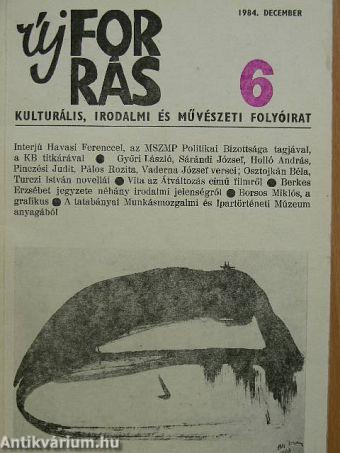 1984. DECEMBER
új FOR
RÁS
6
KULTURÁLIS, IRODALMI ÉS MŰVÉSZETI FOLYÓIRAT
Interjú Havasi Ferenccel, az MSZMP Politikai Bizottsága tagjával,
a KB titkárával ● Győri László, Sárándi József, Holló András,
Pinczési Judit, Pálos Rozita, Vaderna József versei; Osztojkán Béla,
Turczi István novellái ● Vita az Átváltozás című filmről ● Berkes
Erzsébet jegyzete néhány irodalmi jelenségről ● Borsos Miklós, a
grafikus ● A tatabányai Munkásmozgalmi és Ipartörténeti Múzeum
anyagából
Antikvárium.hu